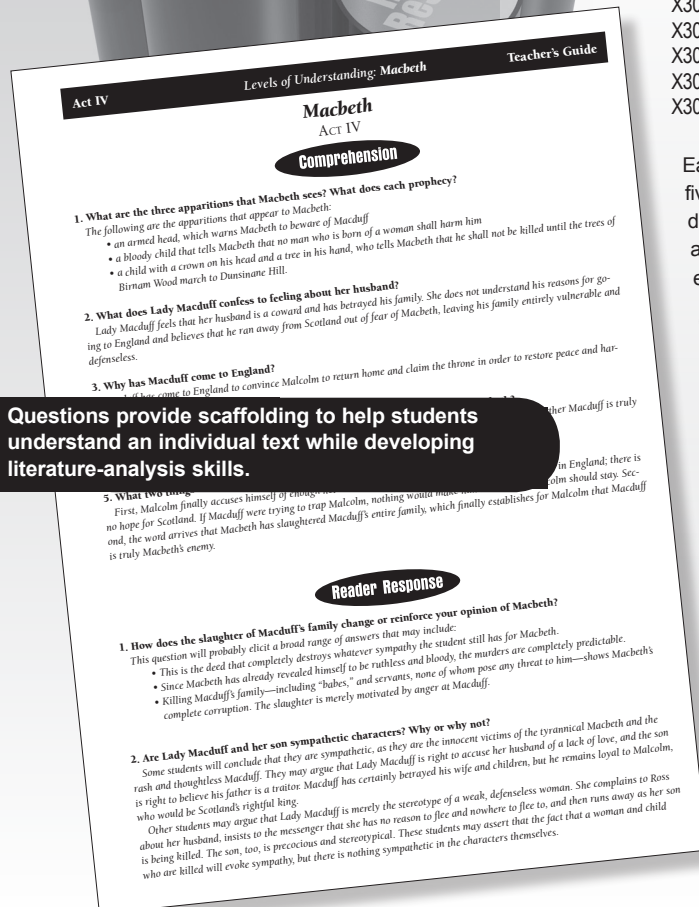 X30
X30
X30
X30
Ea
fiv
d
a
e
Act IV
Levels of Understanding: Macbeth
Teacher's Guide
Macbeth
ACT IV
Comprehension
1. What are the three apparitions that Macbeth sees? What does each prophecy?
The following are the apparitions that appear to Macbeth:
• an armed head, which warns Macbeth to beware of Macduff
• a bloody child that tells Macbeth that no man who is born of a woman shall harm him
• a child with a crown on his head and a tree in his hand, who tells Macbeth that he shall not be killed until the trees of
Birnam Wood march to Dunsinane Hill.
2. What does Lady Macduff confess to feeling about her husband?
Lady Macduff feels that her husband is a coward and has betrayed his family. She does not understand his reasons for go-
ing to England and believes that he ran away from Scotland out of fear of Macbeth, leaving his family entirely vulnerable and
defenseless.
3. Why has Macduff come to England?
has come to England to convince Malcolm to return home and claim the throne in order to restore peace and har-
ther Macduff is truly
Questions provide scaffolding to help students
understand an individual text while developing
literature-analysis skills.
5. What two
First, Malcolm finally accuses himself of enough in England; there is
no hope for Scotland. If Macduff were trying to trap Malcolm, nothing would make colm should stay. Sec-
ond, the word arrives that Macbeth has slaughtered Macduff's entire family, which finally establishes for Malcolm that Macduff
is truly Macbeth's enemy.
Reader Response
1. How does the slaughter of Macduff's family change or reinforce your opinion of Macbeth?
This question will probably elicit a broad range of answers that may include:
• This is the deed that completely destroys whatever sympathy the student still has for Macbeth.
• Since Macbeth has already revealed himself to be ruthless and bloody, the murders are completely predictable.
• Killing Macduff's family—including "babes," and servants, none of whom pose any threat to him—shows Macbeth's
complete corruption. The slaughter is merely motivated by anger at Macduff.
2. Are Lady Macduff and her son sympathetic characters? Why or why not?
Some students will conclude that they are sympathetic, as they are the innocent victims of the tyrannical Macbeth and the
rash and thoughtless Macduff. They may argue that Lady Macduff is right to accuse her husband of a lack of love, and the son
is right to believe his father is a traitor. Macduff has certainly betrayed his wife and children, but he remains loyal to Malcolm,
who would be Scotland's rightful king.
Other students may argue that Lady Macduff is merely the stereotype of a weak, defenseless woman. She complains to Ross
about her husband, insists to the messenger that she has no reason to flee and nowhere to flee to, and then runs away as her son
is being killed. The son, too, is precocious and stereotypical. These students may assert that the fact that a woman and child
who are killed will evoke sympathy, but there is nothing sympathetic in the characters themselves.